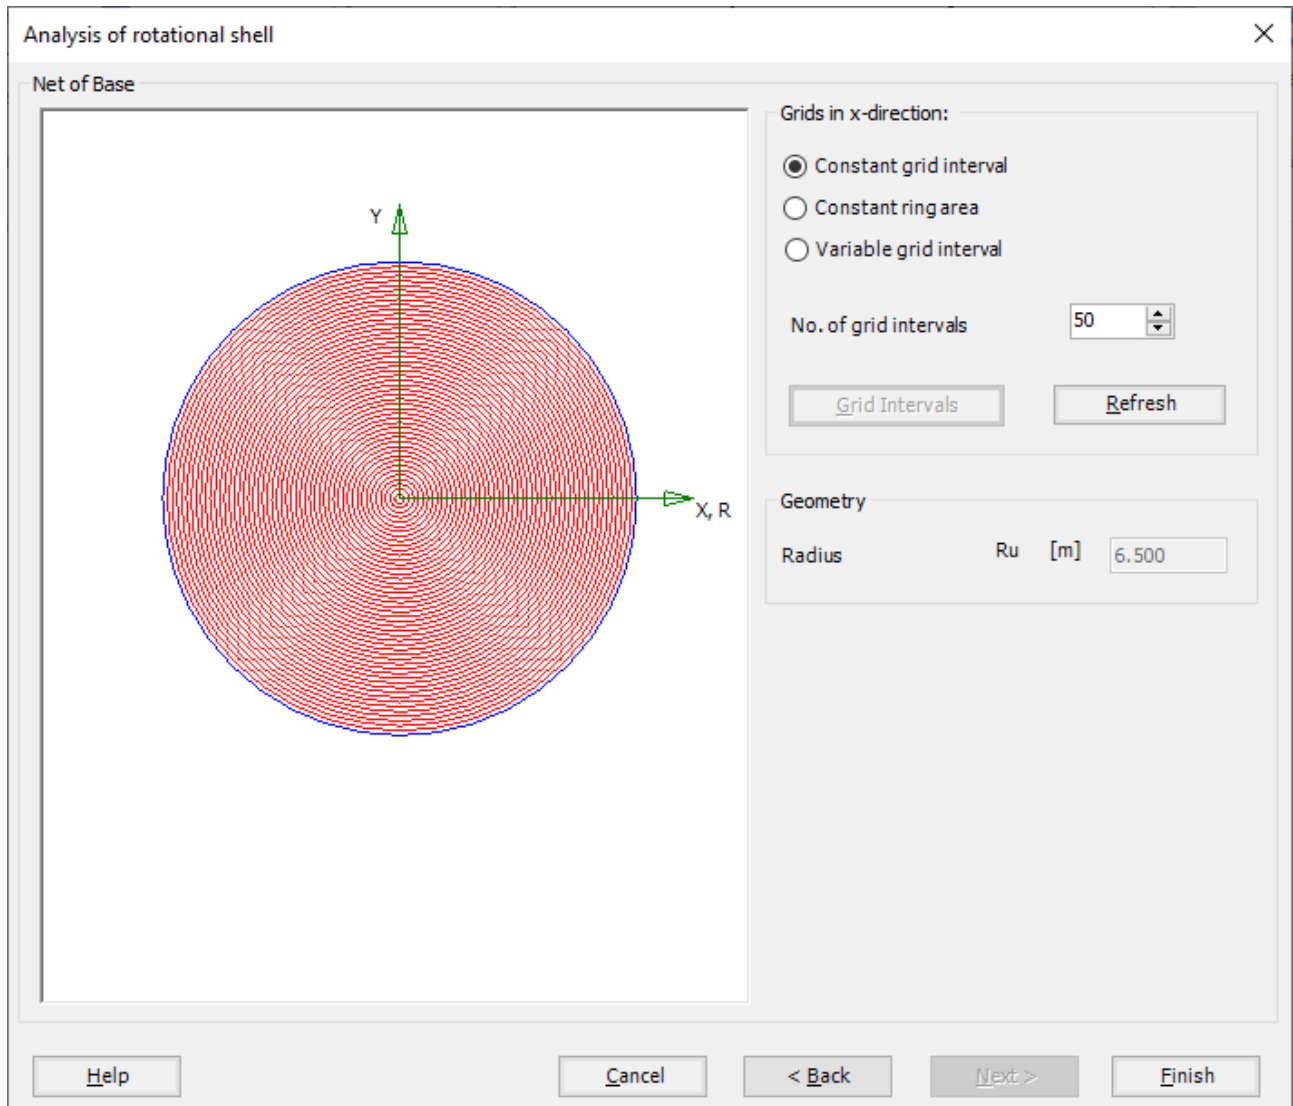 Analysis of rotational shell
Net of Base
Y
X, R
Grids in x-direction:
Constant grid interval
Constant ring area
Variable grid interval
No. of grid intervals 50
Grid Intervals Refresh
Geometry
Radius Ru [m] 6.500
Help Cancel < Back Next > Finish